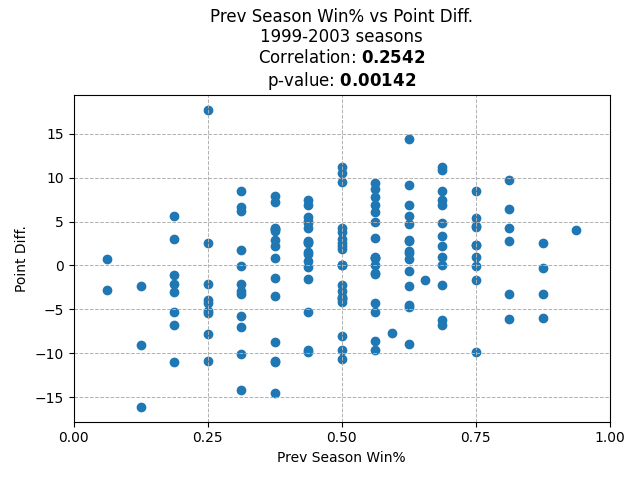 Prev Season Win% vs Point Diff.
1999-2003 seasons
Correlation: 0.2542
p-value: 0.00142
15
10
5
0
−5
−10
−15
Point Diff.
0.00 0.25 0.50 0.75 1.00
Prev Season Win%